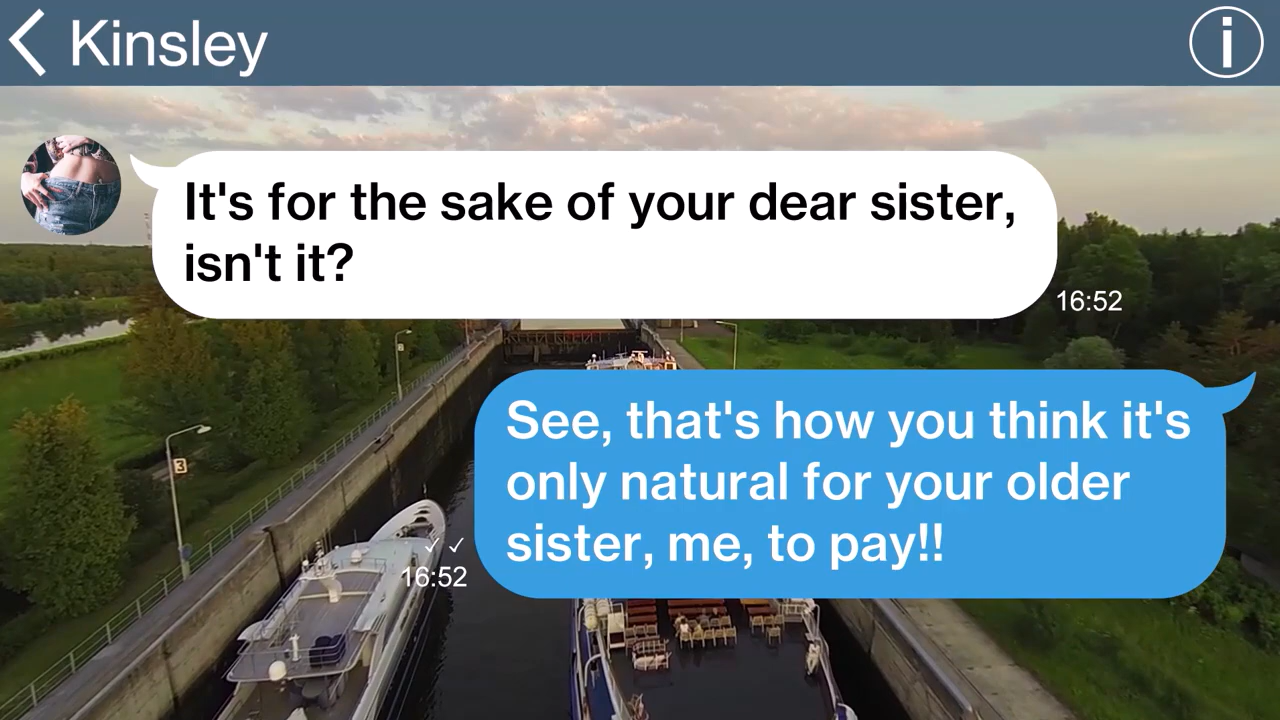 Kinsley
It's for the sake of your dear sister,
isn't it?
16:52
See, that's how you think it's
only natural for your older
sister, me, to pay!!
16:52
3